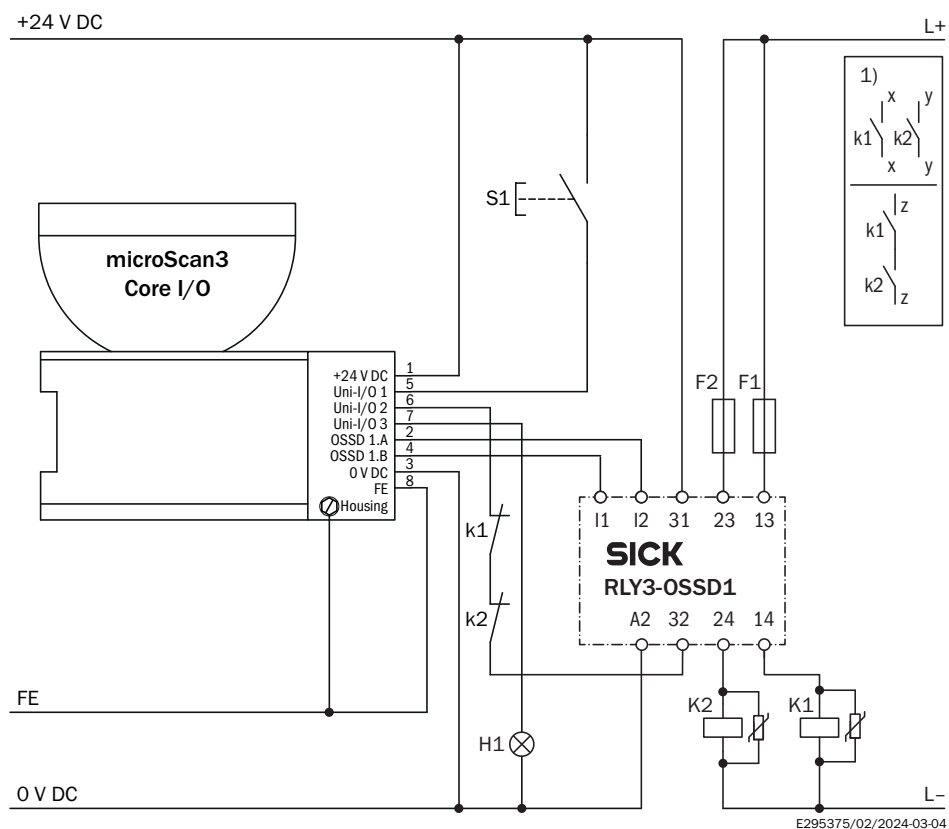 +24 V DC
L+
1)
x y
k1 k2
x y
z
k1
k2
z
S1
microScan3
Core I/O
+24 V DC 1
Uni-I/O 1 5
Uni-I/O 2 6
Uni-I/O 3 7
OSSD 1.A 2
OSSD 1.B 4
0 V DC 3
FE 8
Housing
F2 F1
I1 I2 31 23 13
SICK
RLY3-OSSD1
A2 32 24 14
k1
k2
FE
K2 K1
H1
0 V DC
L–
E295375/02/2024-03-04